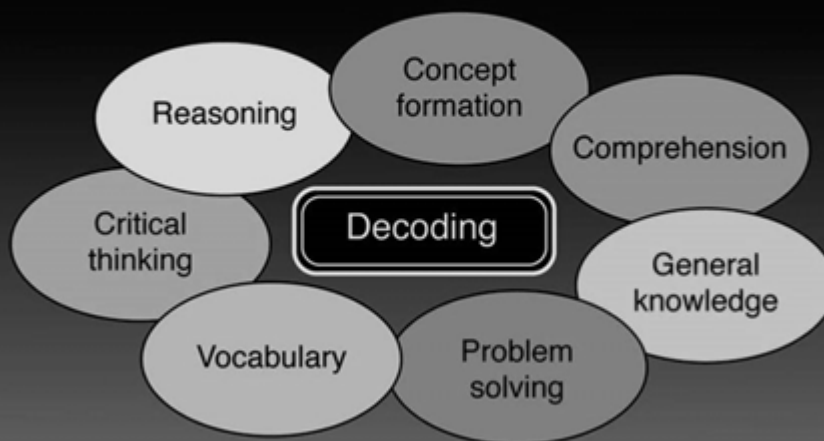 Concept
formation
Reasoning
Comprehension
Critical
thinking
Decoding
General
knowledge
Vocabulary
Problem
solving